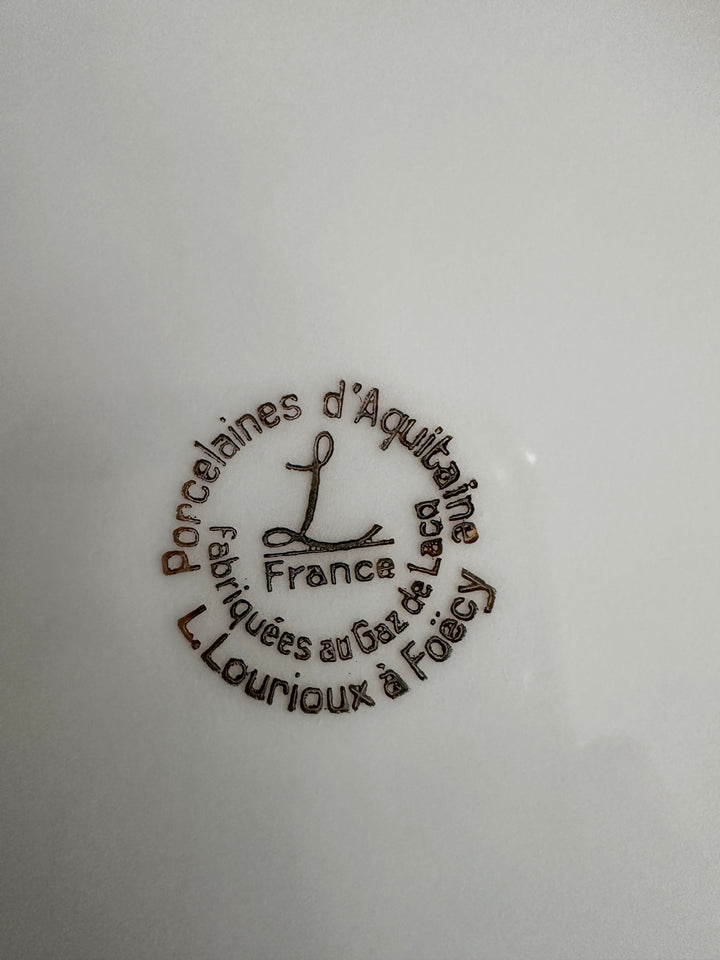 Porcelaines d'Aquitaine
L
France
Fabriquées au Gaz de Lacq
L. Lourioux à Foëcy